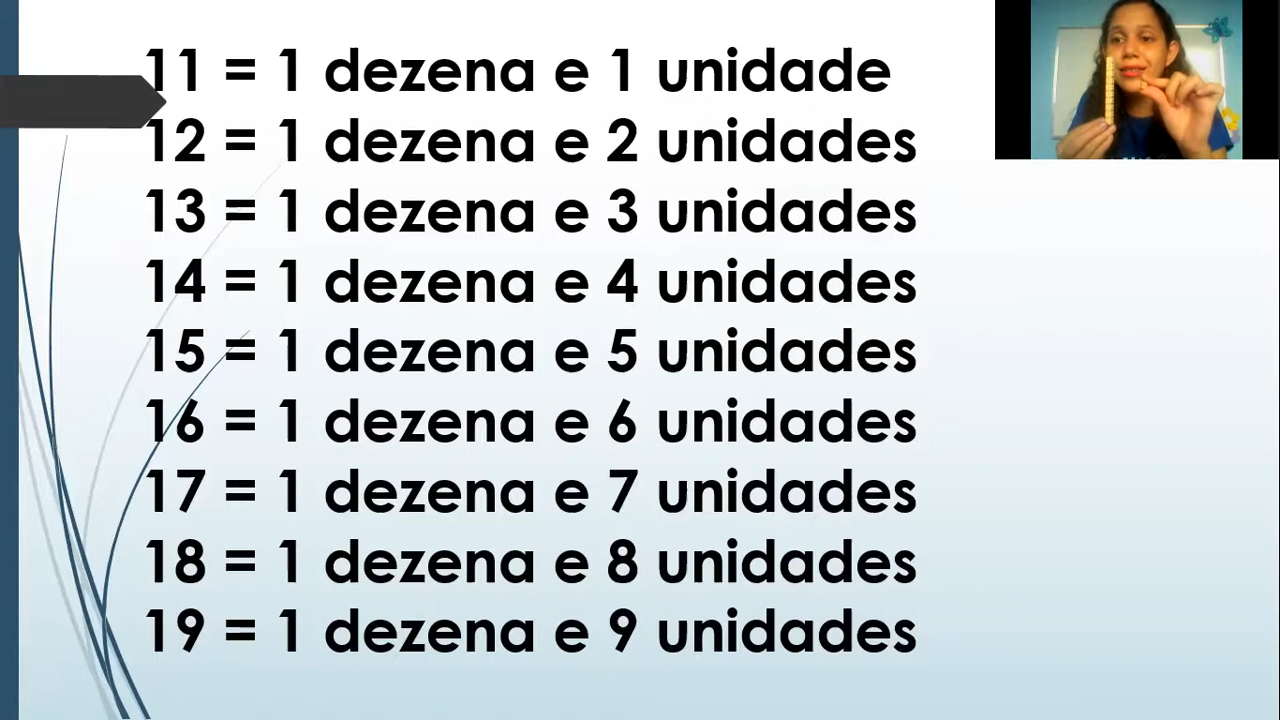 11 = 1 dezena e 1 unidade
12 = 1 dezena e 2 unidades
13 = 1 dezena e 3 unidades
14 = 1 dezena e 4 unidades
15 = 1 dezena e 5 unidades
16 = 1 dezena e 6 unidades
17 = 1 dezena e 7 unidades
18 = 1 dezena e 8 unidades
19 = 1 dezena e 9 unidades